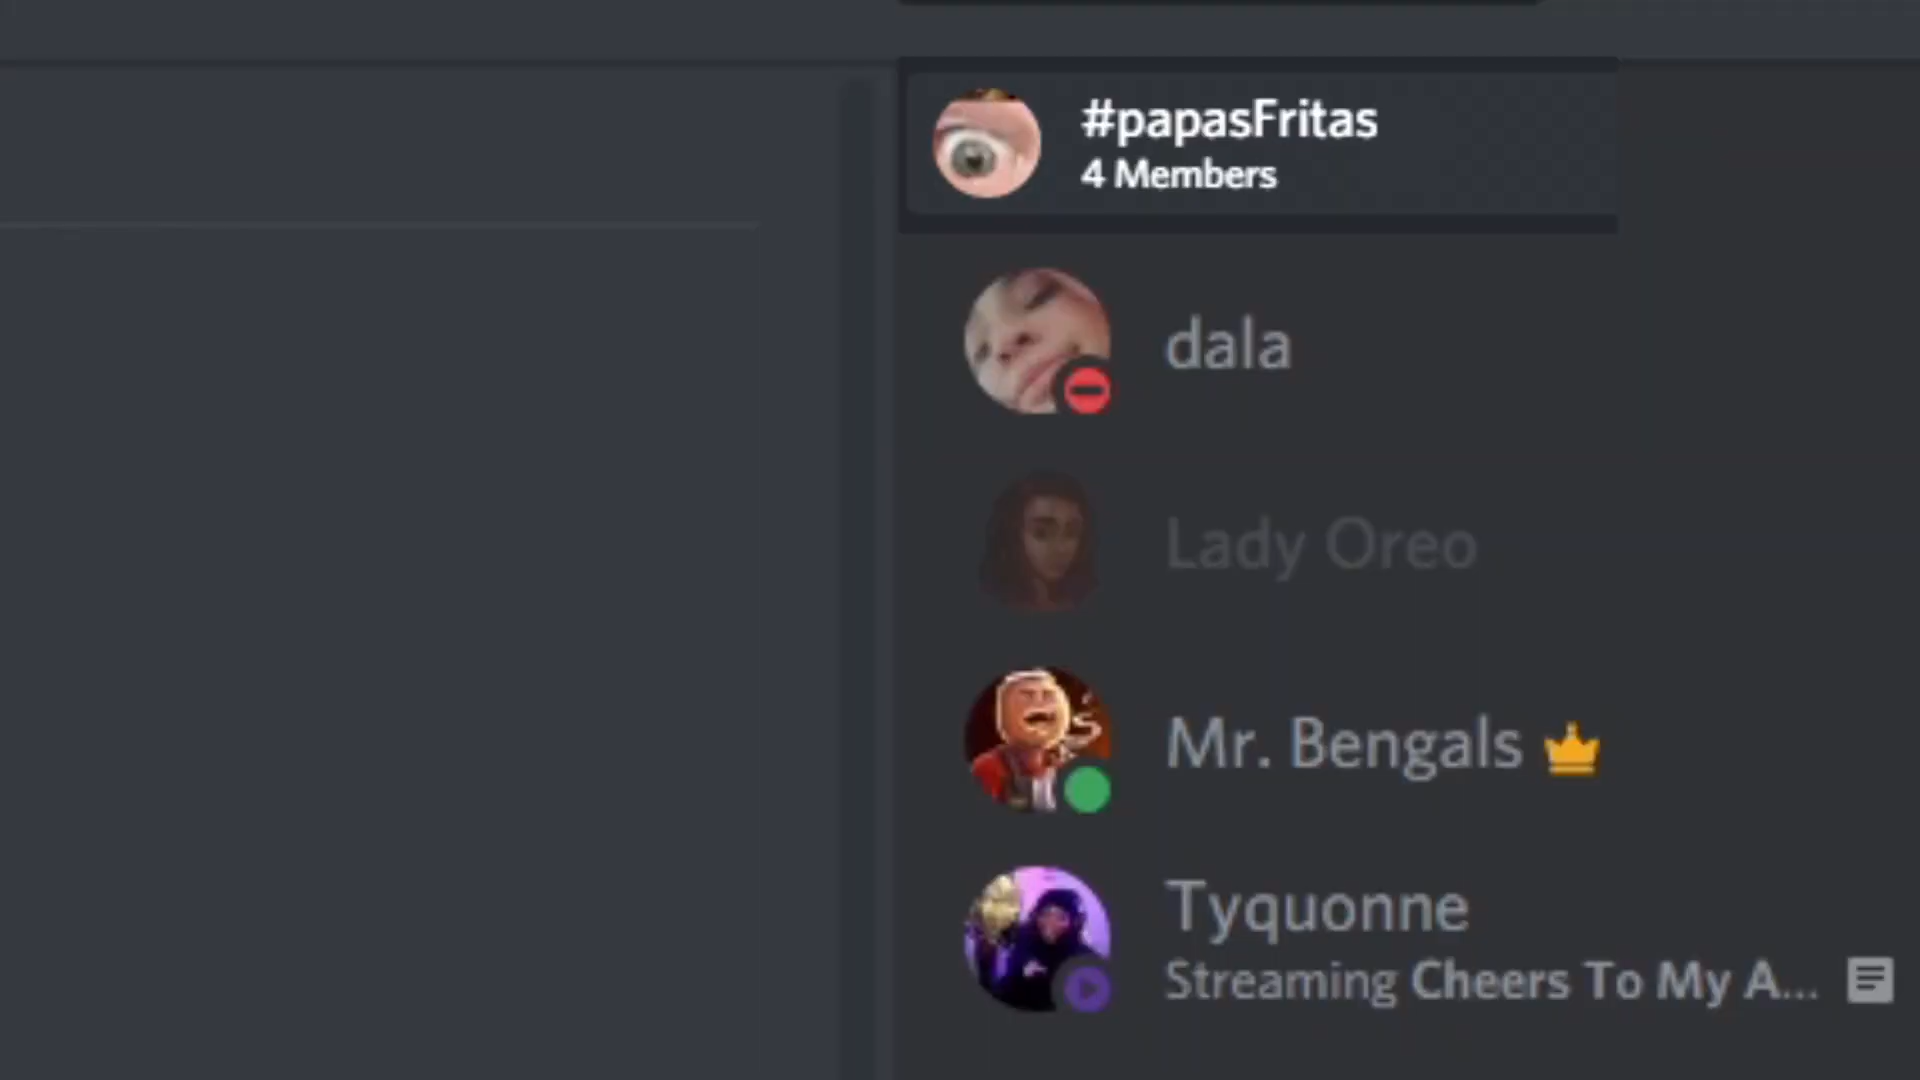 #papasFritas
4 Members
dala
Lady Oreo
Mr. Bengals
Tyquonne
Streaming Cheers To My A...